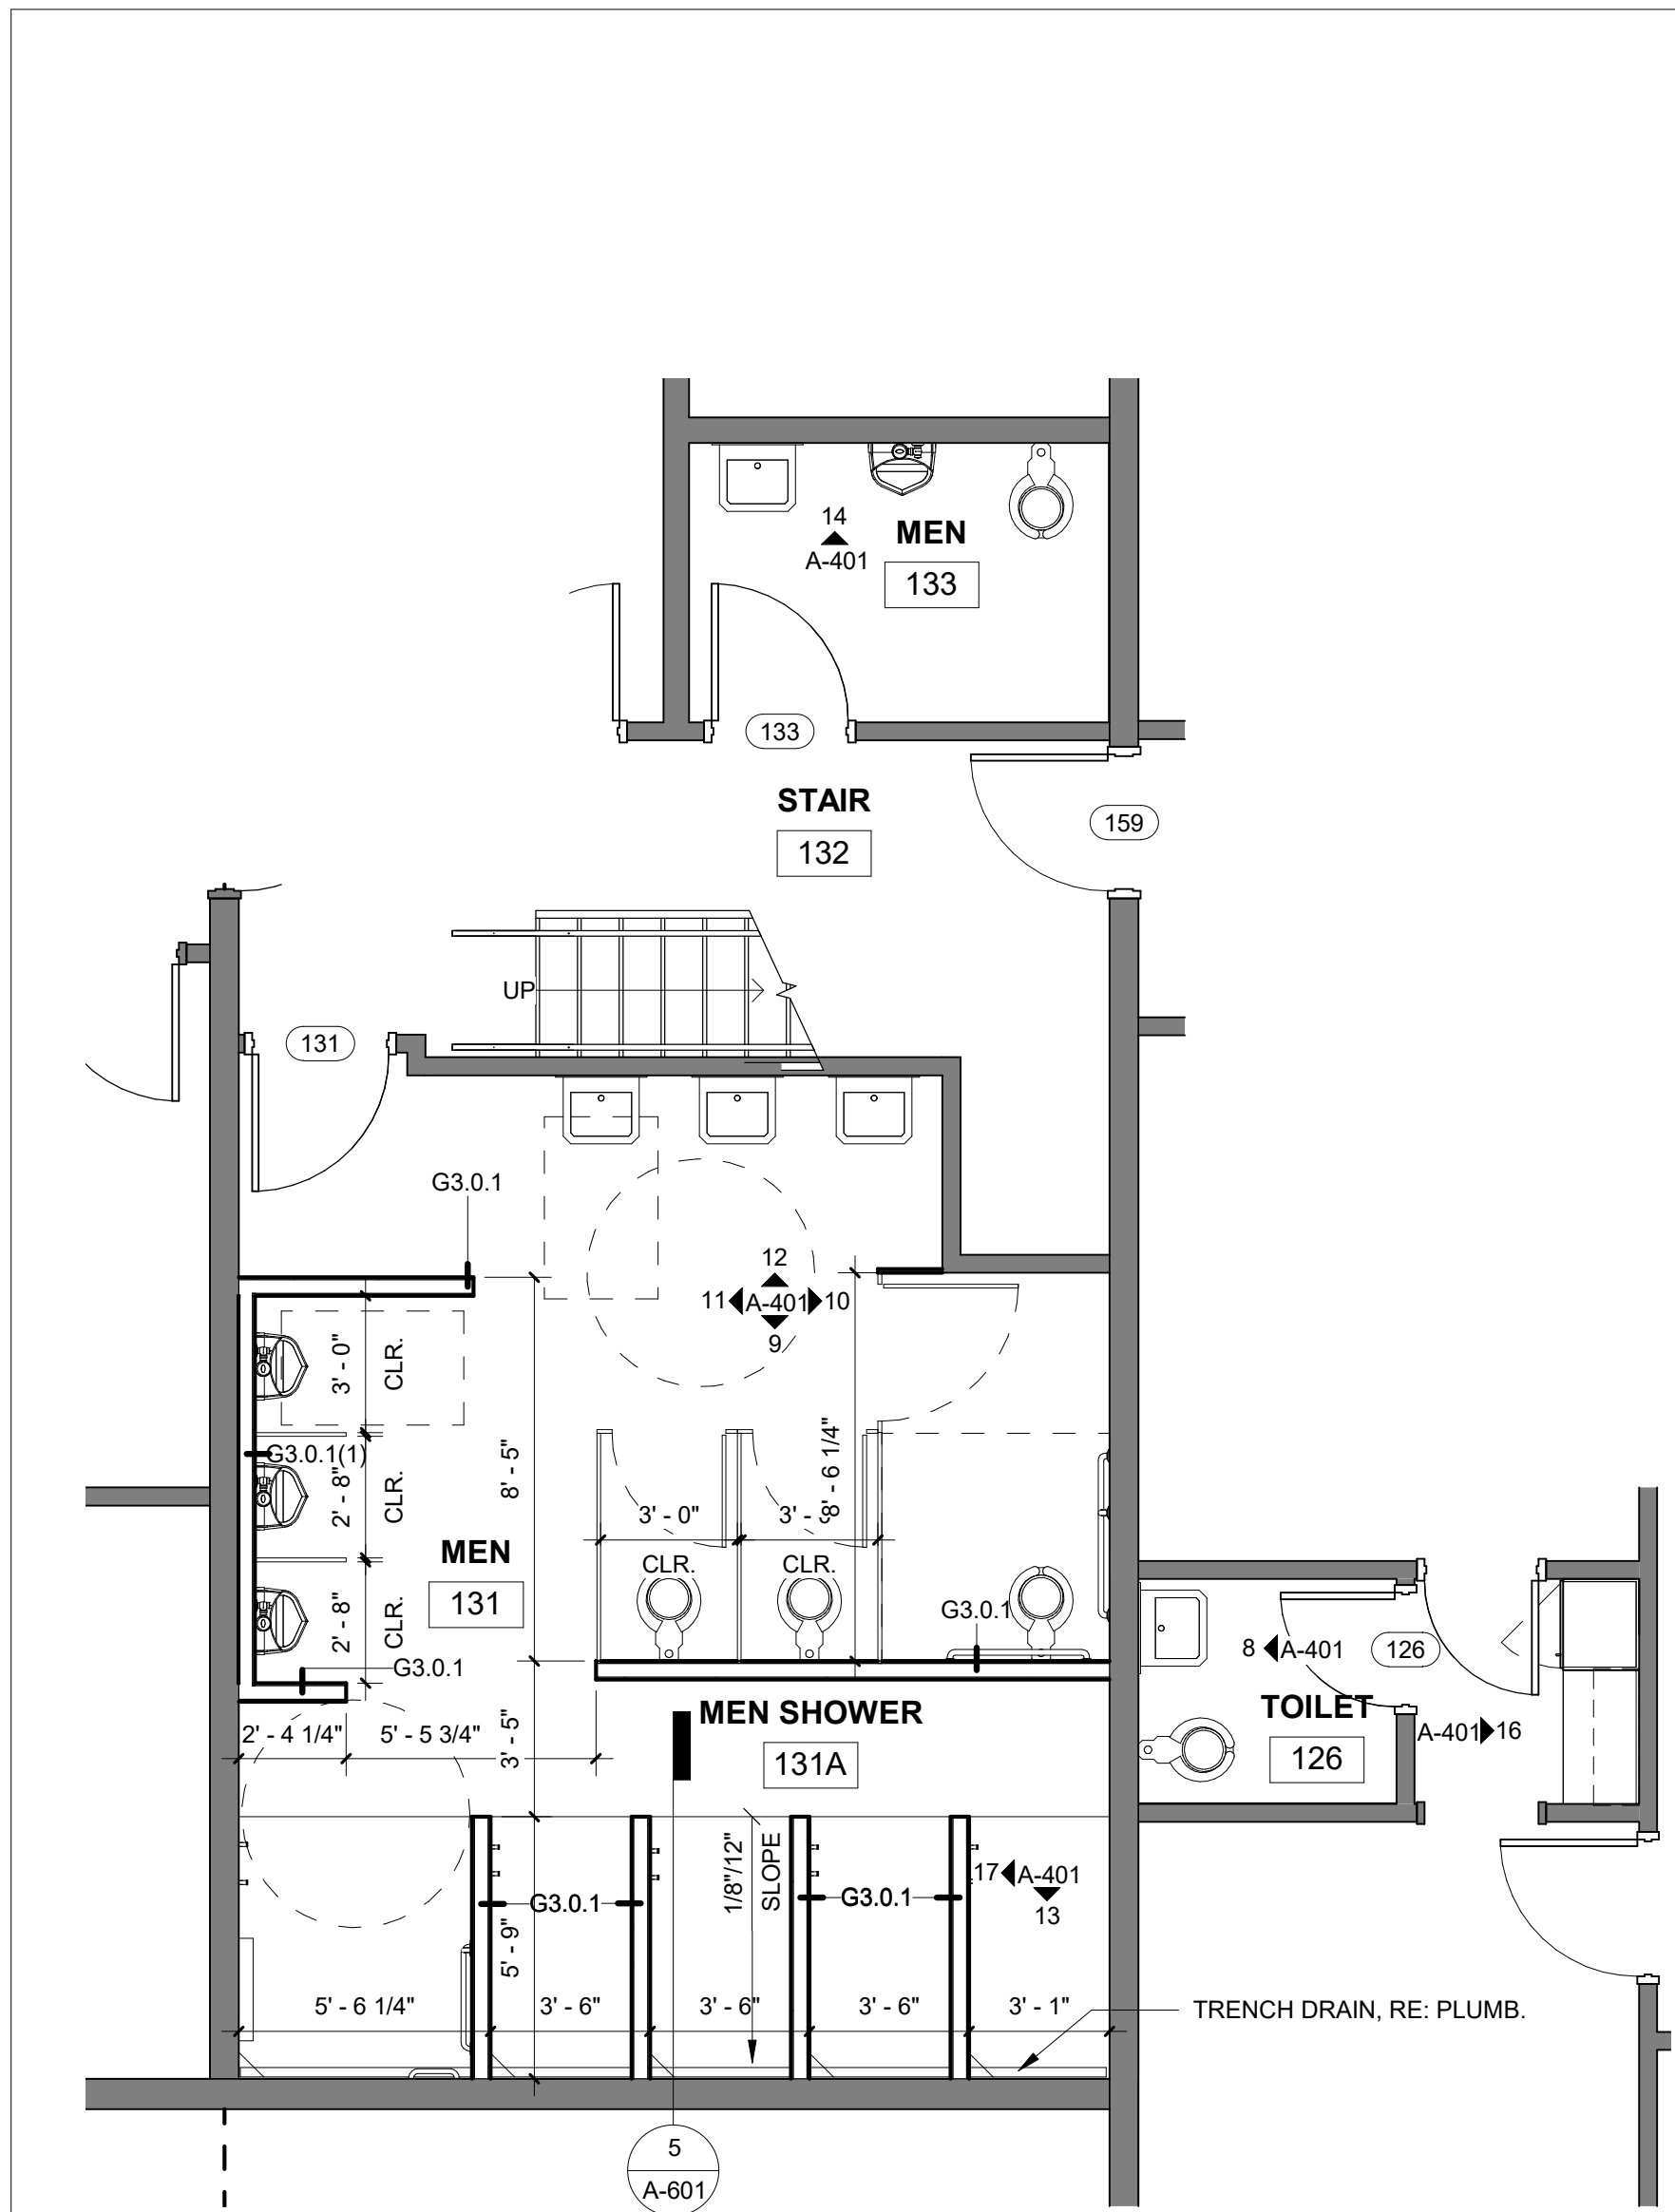 14
A-401
MEN
133
133
STAIR
132
159
UP
131
G3.0.1
12
11 A-401 10
9
3' - 0"
CLR.
G3.0.1(1)
2' - 8"
CLR.
2' - 8"
CLR.
8' - 5"
8' - 6 1/4"
3' - 0"
CLR.
3' -
CLR.
MEN
131
G3.0.1
G3.0.1
8 A-401
126
TOILET
126
A-401 16
MEN SHOWER
131A
2' - 4 1/4"
5' - 5 3/4"
3' - 5"
1/8"/12"
SLOPE
17 A-401
13
G3.0.1
G3.0.1
5' - 9"
5' - 6 1/4"
3' - 6"
3' - 6"
3' - 6"
3' - 1"
TRENCH DRAIN, RE: PLUMB.
5
A-601